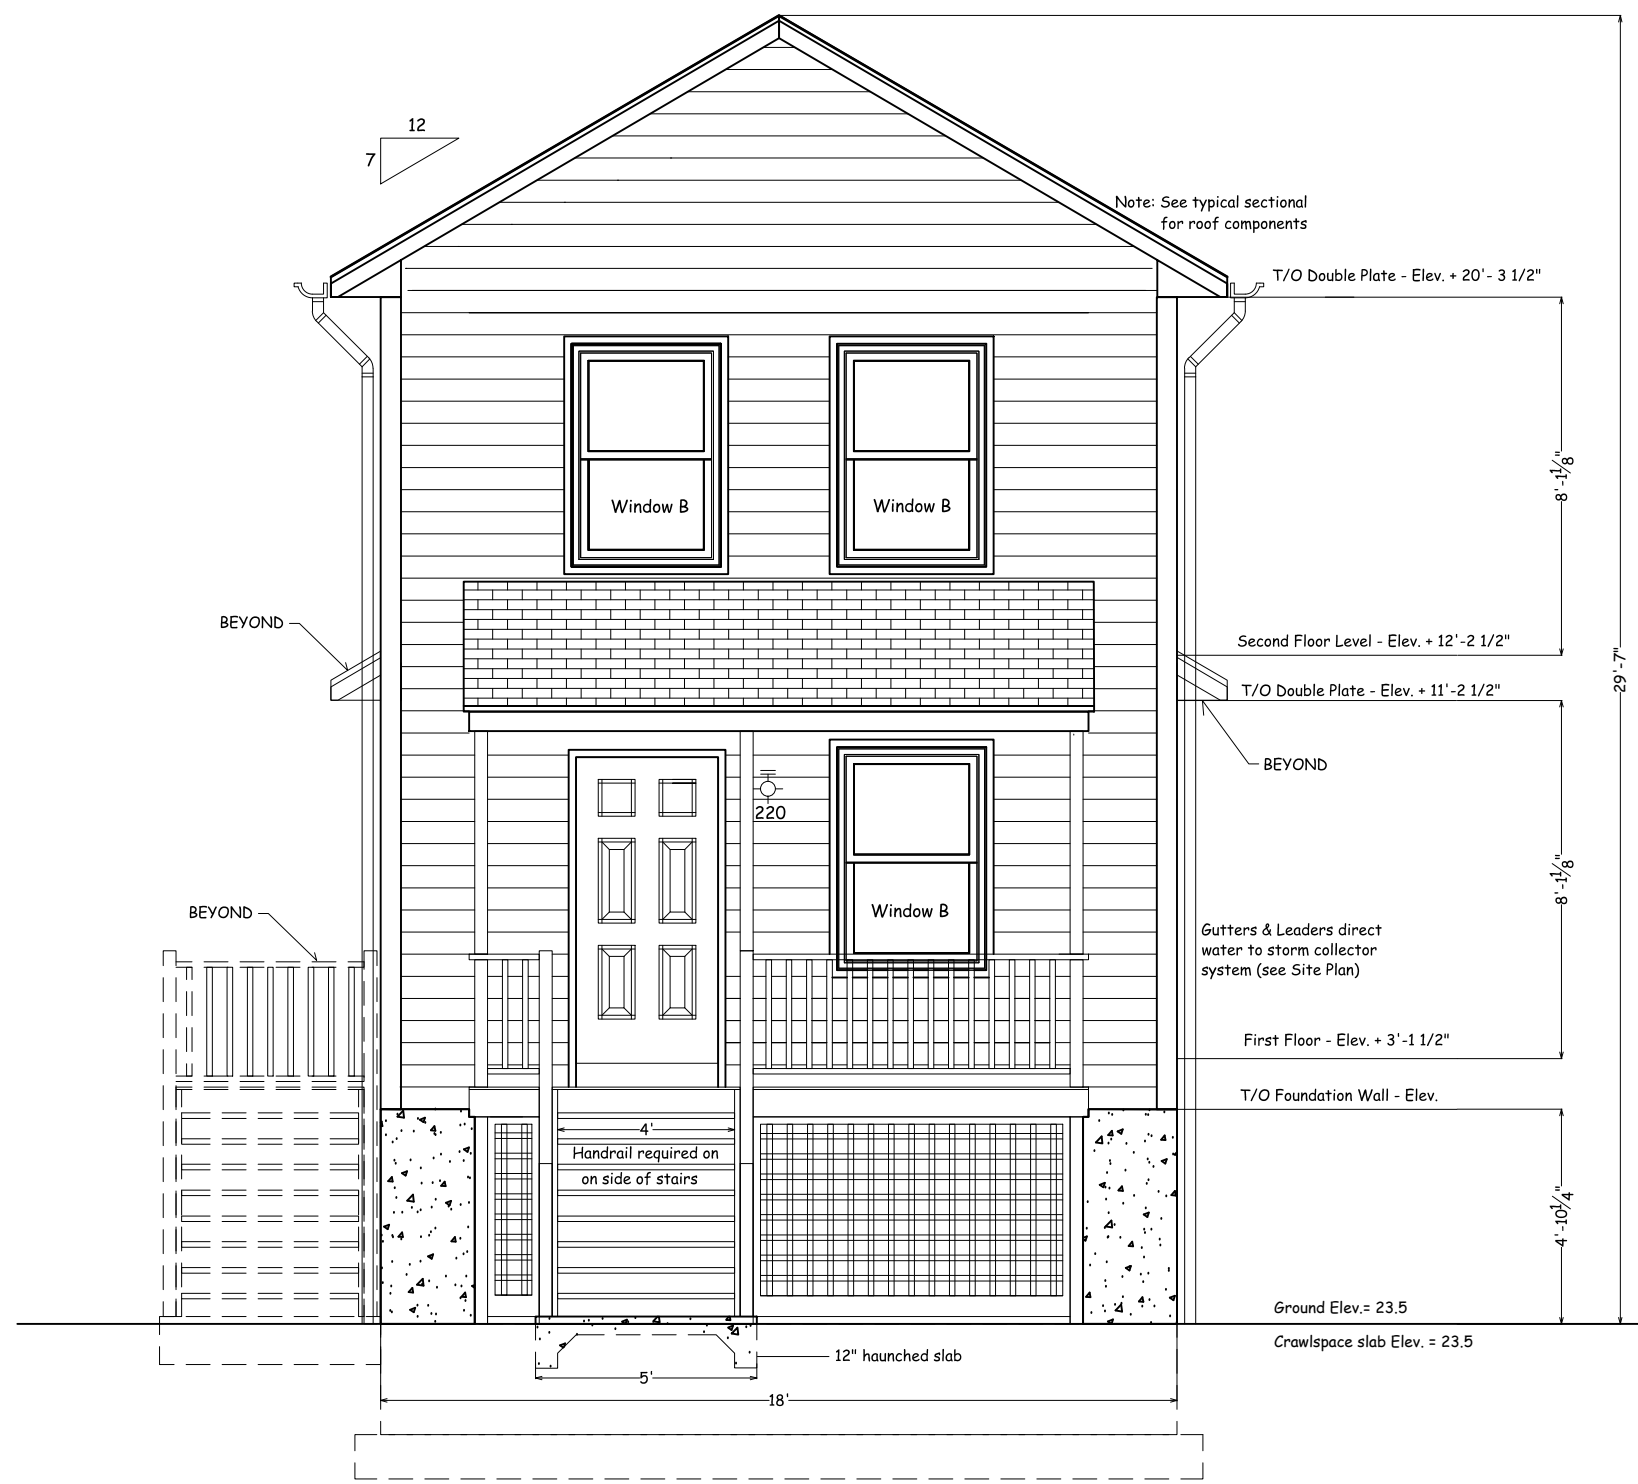 12
7
Note: See typical sectional
for roof components
T/O Double Plate - Elev. + 20'- 3 1/2"
8'-1 1/8"
Window B
Window B
BEYOND
Second Floor Level - Elev. + 12'-2 1/2"
29'-7"
T/O Double Plate - Elev. + 11'-2 1/2"
BEYOND
220
8'-1 1/8"
Window B
BEYOND
Gutters & Leaders direct
water to storm collector
system (see Site Plan)
First Floor - Elev. + 3'-1 1/2"
T/O Foundation Wall - Elev.
4'
Handrail required on
on side of stairs
4'-10 1/4"
Ground Elev.= 23.5
Crawlspace slab Elev. = 23.5
12" haunched slab
5'
18'